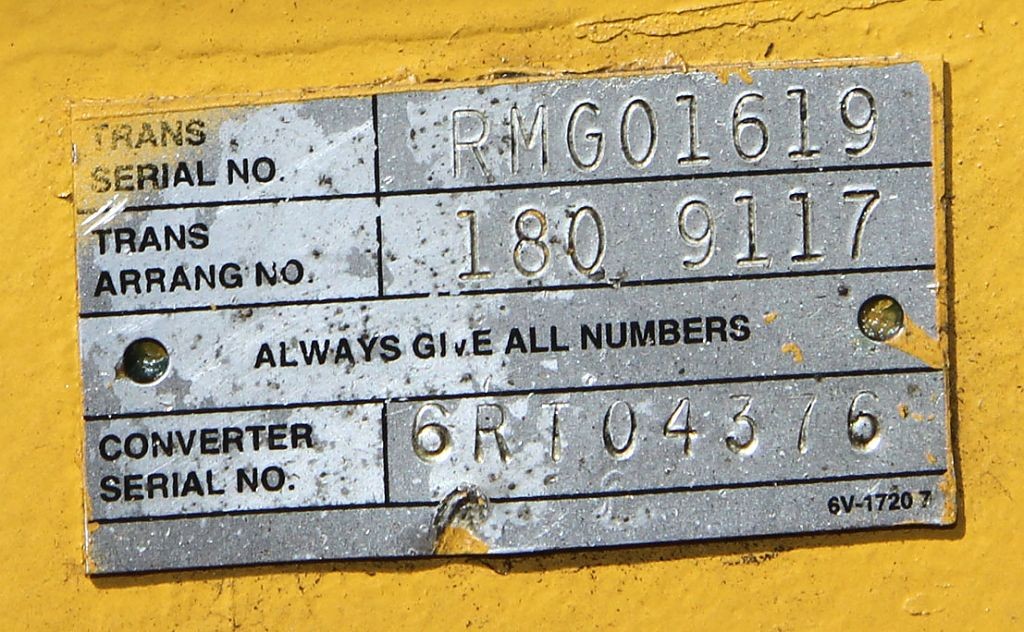 TRANS
SERIAL NO. RMG01619
TRANS
ARRANG NO. 180 9117
ALWAYS GIVE ALL NUMBERS
CONVERTER
SERIAL NO. 6RT04376
6V-1720 7